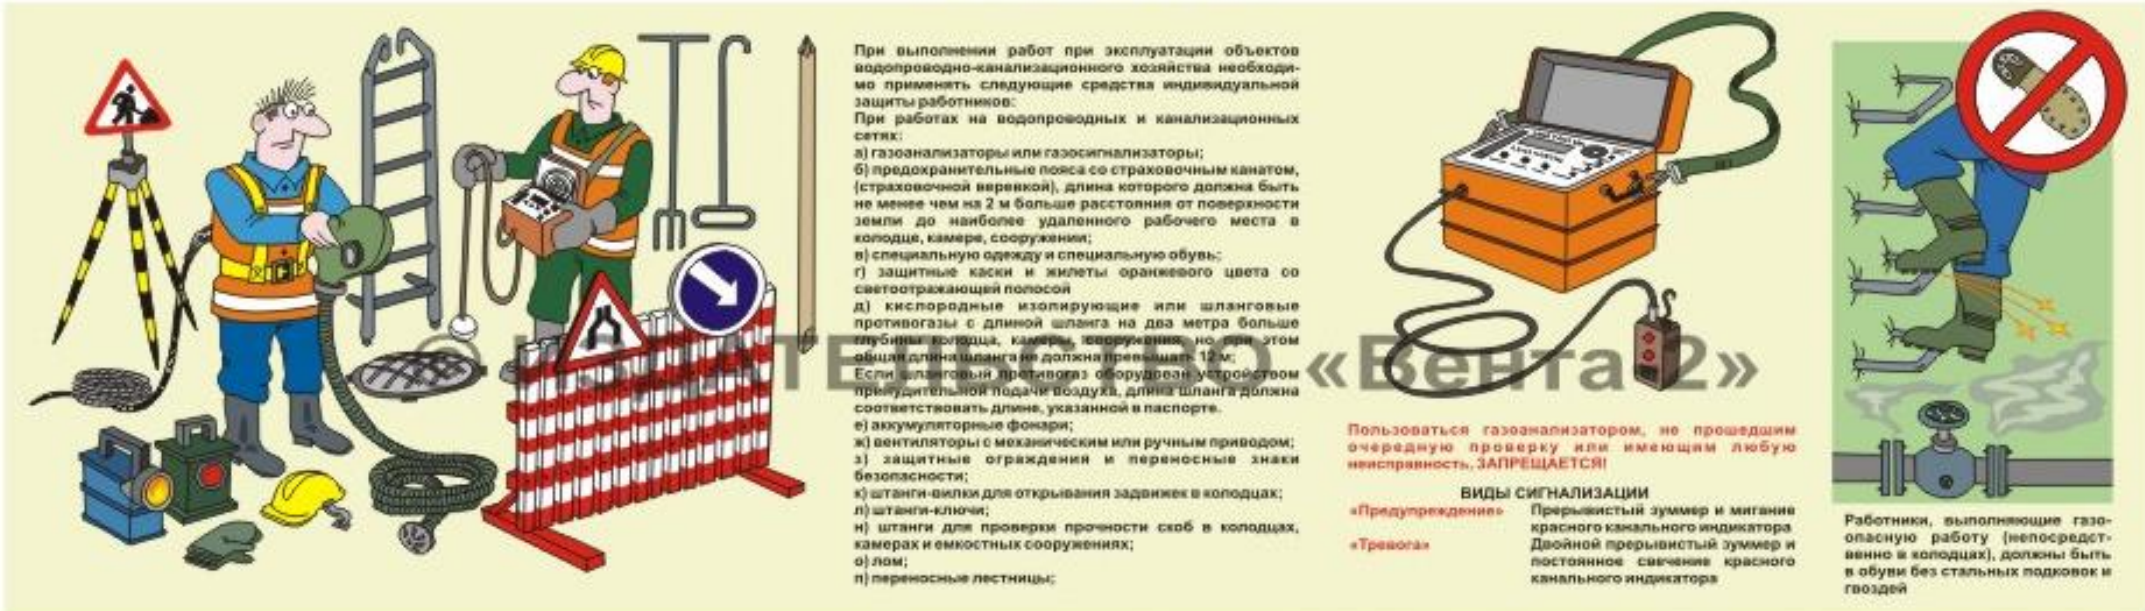 При выполнении работ при эксплуатации объектов
водопроводно-канализационного хозяйства необходи-
мо применять следующие средства индивидуальной
защиты работников:
При работах на водопроводных и канализационных
сетях:
а) газоанализаторы или газосигнализаторы;
б) предохранительные пояса со страховочным канатом,
(страховочной веревкой), длина которого должна быть
не менее чем на 2 м больше расстояния от поверхности
земли до наиболее удаленного рабочего места в
колодце, камере, сооружении;
в) специальную одежду и специальную обувь;
г) защитные каски и жилеты оранжевого цвета со
светоотражающей полосой
д) кислородные изолирующие или шланговые
противогазы с длиной шланга на два метра больше
глубины колодца, камеры, сооружения, но при этом
общая длина шланга не должна превышать 12 м;
Если шланговый противогаз оборудован устройством
принудительной подачи воздуха, длина шланга должна
соответствовать длине, указанной в паспорте.
е) аккумуляторные фонари;
ж) вентиляторы с механическим или ручным приводом;
з) защитные ограждения и переносные знаки
безопасности;
к) штанги-вилки для открывания задвижек в колодцах;
л) штанги-ключи;
н) штанги для проверки прочности скоб в колодцах,
камерах и емкостных сооружениях;
о) лом;
п) переносные лестницы;
© ИЗДАТЕЛЬСТВО «Вента-2»
Пользоваться газоанализатором, не прошедшим
очередную проверку или имеющим любую
неисправность, ЗАПРЕЩАЕТСЯ!
ВИДЫ СИГНАЛИЗАЦИИ
«Предупреждение» Прерывистый зуммер и мигание
красного канального индикатора
«Тревога» Двойной прерывистый зуммер и
постоянное свечение красного
канального индикатора
Работники, выполняющие газо-
опасную работу (непосредст-
венно в колодцах), должны быть
в обуви без стальных подковок и
гвоздей